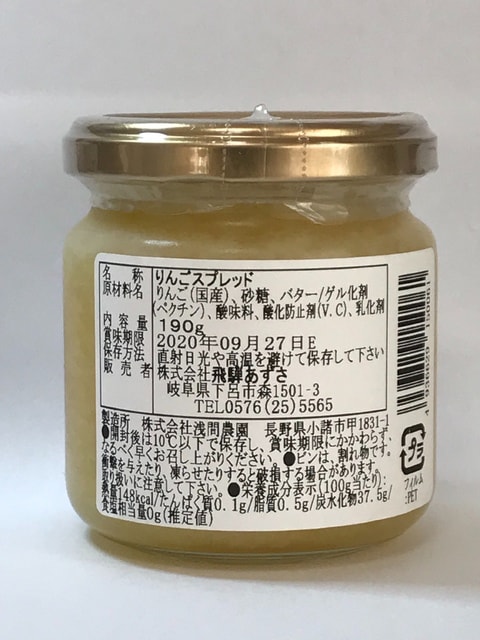 名称 りんごスプレッド
原材料名 りんご(国産)、砂糖、バター/ゲル化剤
(ペクチン)、酸味料、酸化防止剤(V.C)、乳化剤
内容量 190g
賞味期限 2020年09月27日E
保存方法 直射日光や高温を避けて保存して下さい
販売者 株式会社飛騨あずさ
岐阜県下呂市森1501-3
TEL0576(25)5565
製造所 株式会社浅間農園 長野県小諸市甲1831-1
●開封後は10℃以下で保存し、賞味期限にかかわらず、
なるべく早くお召し上がりください。●ビンは、割れ物です。
衝撃を与えたり、凍らせたりすると破損する場合があります。
取り扱いに注意して下さい。●栄養成分表示(100g当たり):
熱量148kcal/たんぱく質0.1g/脂質0.5g/炭水化物37.5g/
食塩相当量0g(推定値)
プラ
フィルム
:PET